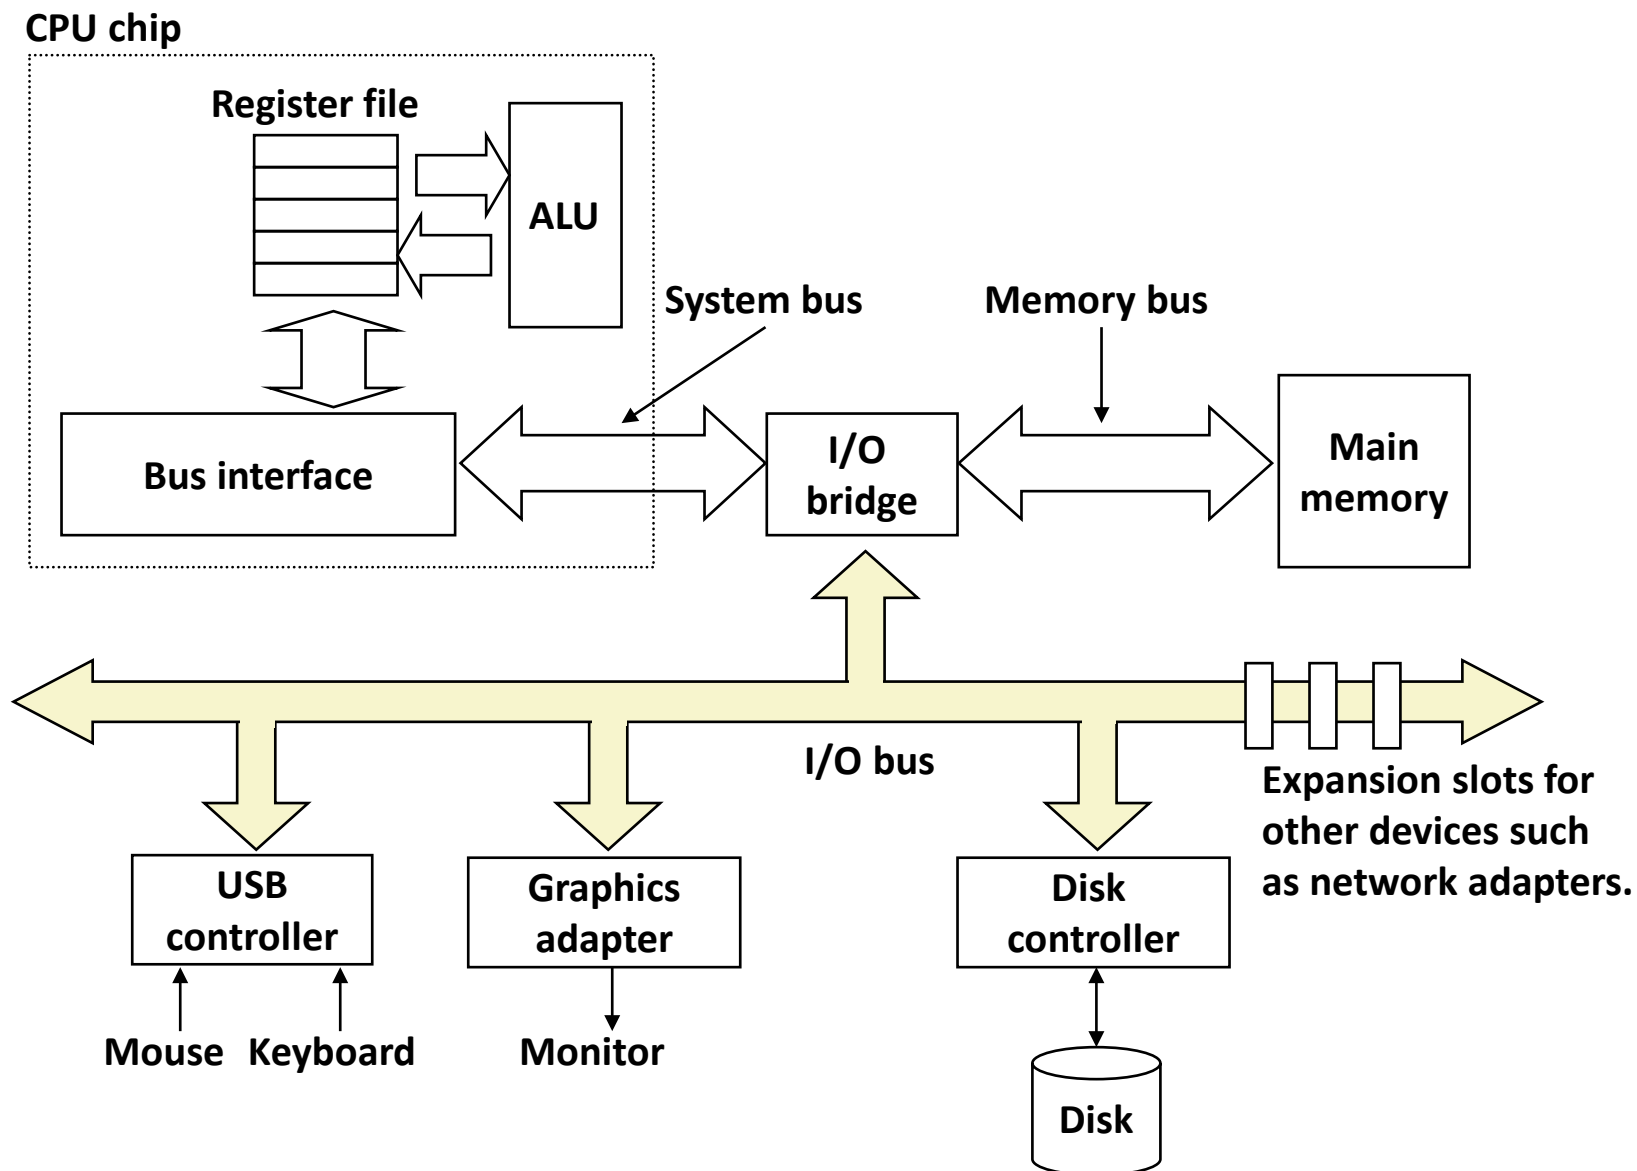 CPU chip
Register file
ALU
System bus
Memory bus
Bus interface
I/O
bridge
Main
memory
I/O bus
Expansion slots for
other devices such
as network adapters.
USB
controller
Graphics
adapter
Disk
controller
Mouse
Keyboard
Monitor
Disk